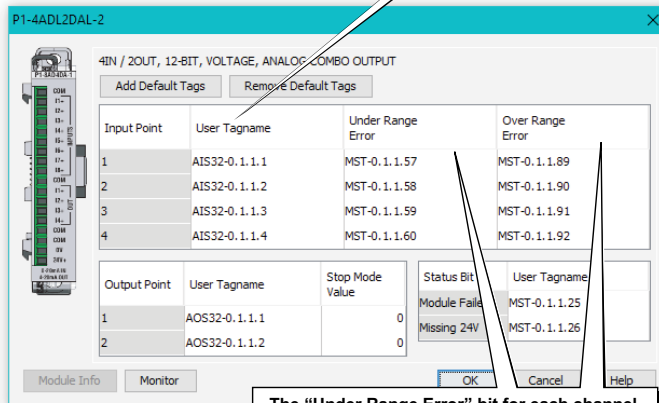 P1-4ADL2DAL-2
4IN / 2OUT, 12-BIT, VOLTAGE, ANALOG COMBO OUTPUT
Add Default Tags Remove Default Tags
Input Point User Tagname Under Range Error Over Range Error
1 AIS32-0.1.1.1 MST-0.1.1.57 MST-0.1.1.89
2 AIS32-0.1.1.2 MST-0.1.1.58 MST-0.1.1.90
3 AIS32-0.1.1.3 MST-0.1.1.59 MST-0.1.1.91
4 AIS32-0.1.1.4 MST-0.1.1.60 MST-0.1.1.92
Output Point User Tagname Stop Mode Value
1 AOS32-0.1.1.1 0
2 AOS32-0.1.1.2 0
Status Bit User Tagname
Module Faile MST-0.1.1.25
Missing 24V MST-0.1.1.26
Module Info Monitor OK Cancel Help
The “Under Range Error” bit for each channel